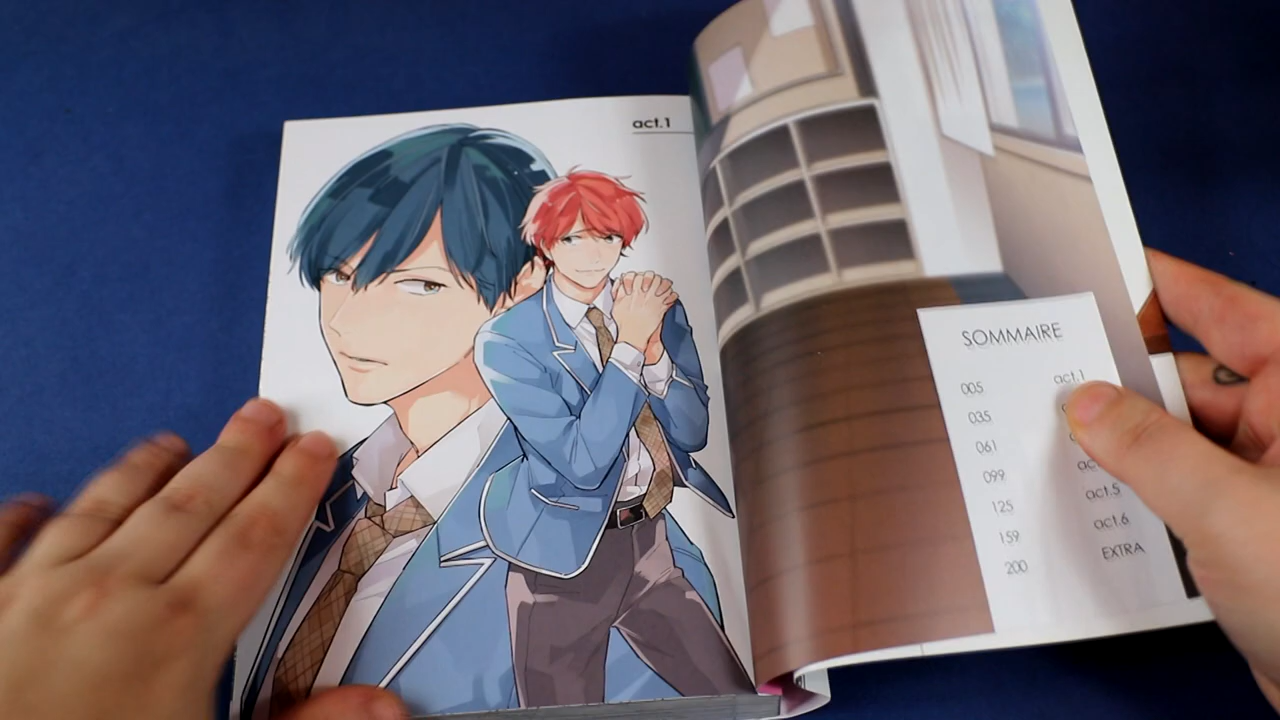 act.1
SOMMAIRE
005 act.1
035
061
099
125 act.5
159 act.6
200 EXTRA